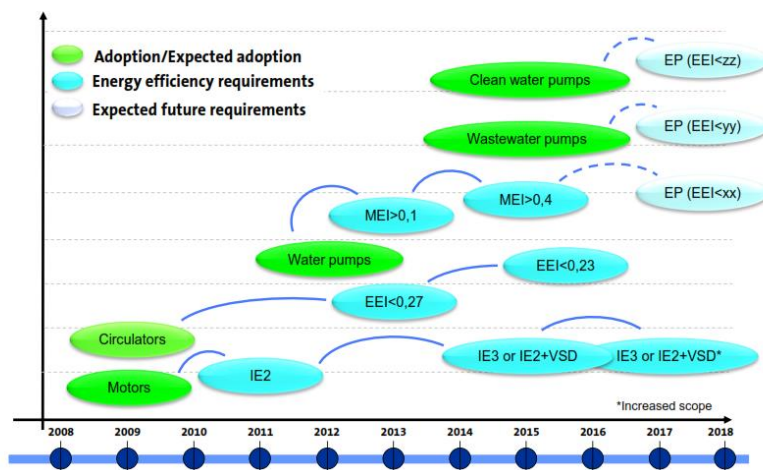 Adoption/Expected adoption
Energy efficiency requirements
Expected future requirements
Clean water pumps
EP (EEI<zz)
Wastewater pumps
EP (EEI<yy)
MEI>0,1
MEI>0,4
EP (EEI<xx)
Water pumps
EEI<0,23
EEI<0,27
Circulators
IE3 or IE2+VSD
IE3 or IE2+VSD*
Motors
IE2
*Increased scope
2008 2009 2010 2011 2012 2013 2014 2015 2016 2017 2018